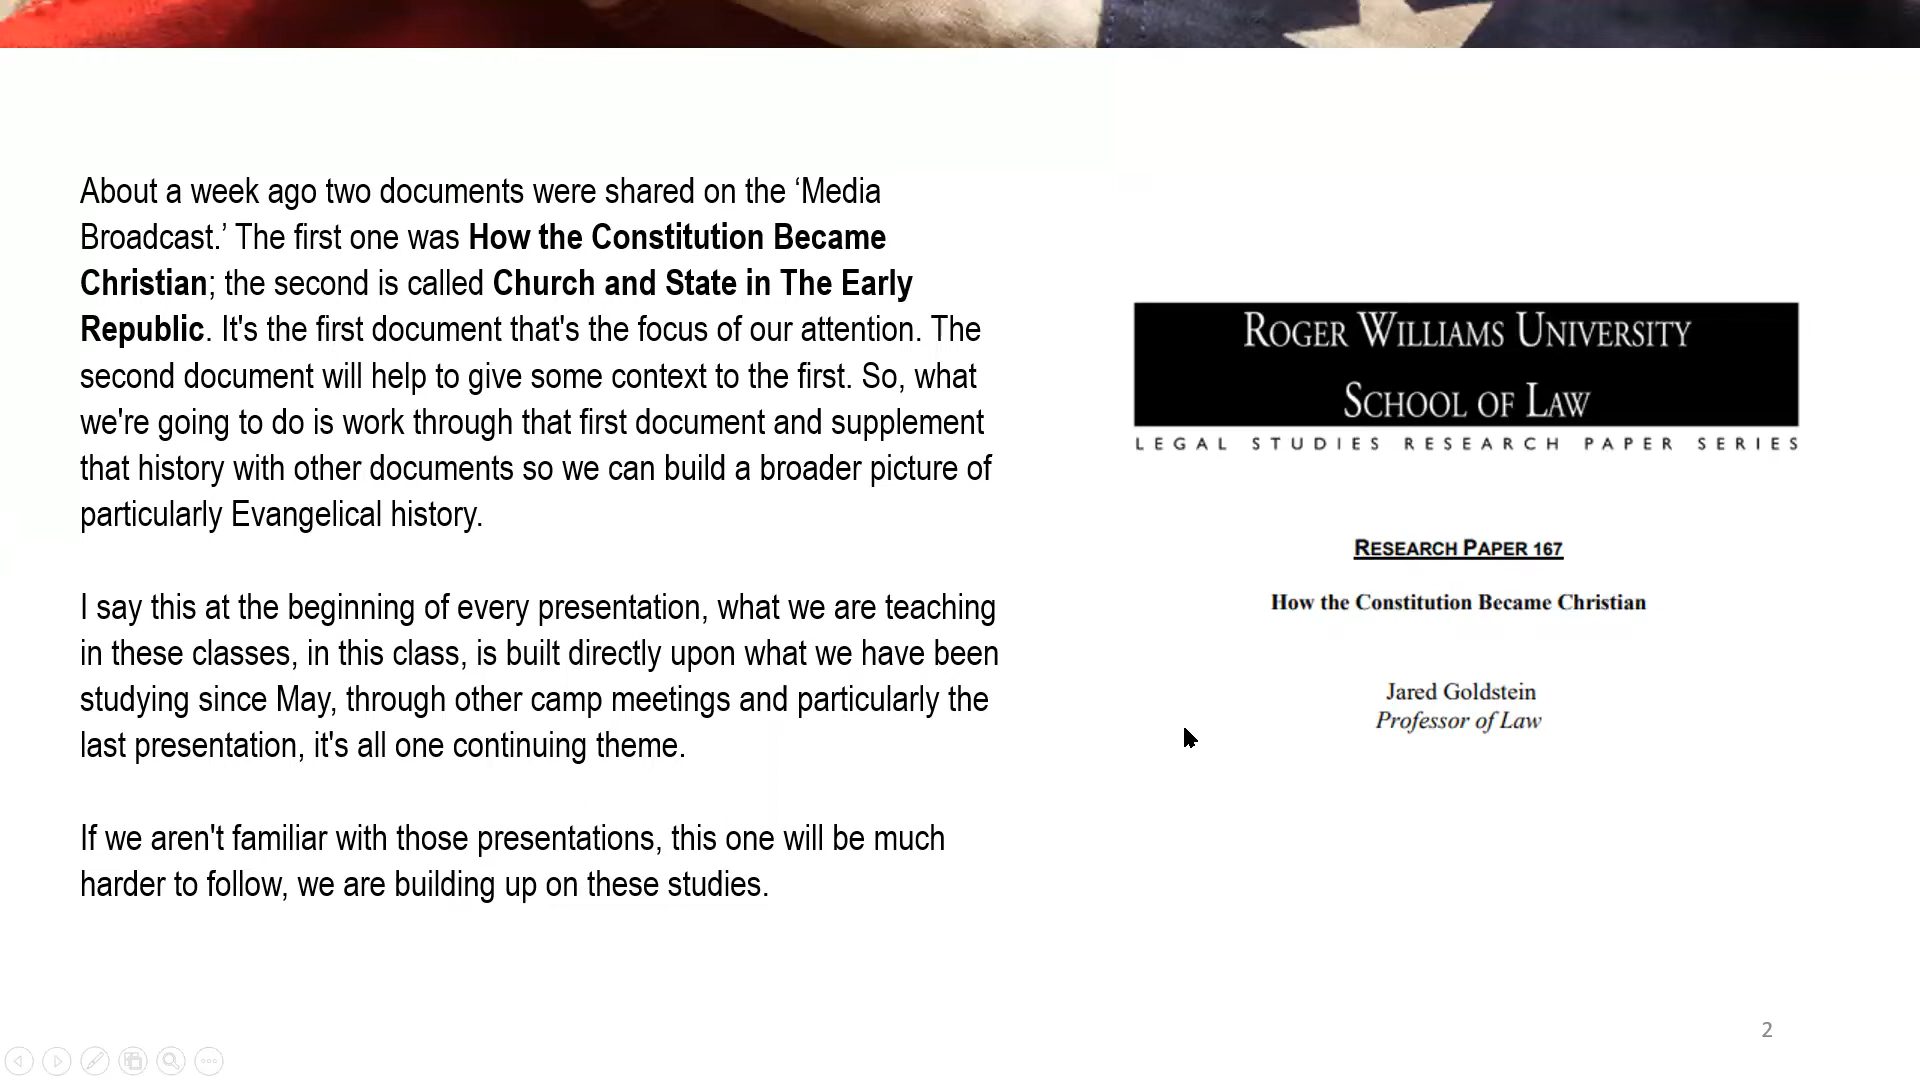 About a week ago two documents were shared on the ‘Media
Broadcast.’ The first one was How the Constitution Became
Christian; the second is called Church and State in The Early
Republic. It's the first document that's the focus of our attention. The
second document will help to give some context to the first. So, what
we're going to do is work through that first document and supplement
that history with other documents so we can build a broader picture of
particularly Evangelical history.
I say this at the beginning of every presentation, what we are teaching
in these classes, in this class, is built directly upon what we have been
studying since May, through other camp meetings and particularly the
last presentation, it's all one continuing theme.
If we aren't familiar with those presentations, this one will be much
harder to follow, we are building up on these studies.
ROGER WILLIAMS UNIVERSITY
SCHOOL OF LAW
LEGAL STUDIES RESEARCH PAPER SERIES
RESEARCH PAPER 167
How the Constitution Became Christian
Jared Goldstein
Professor of Law
2